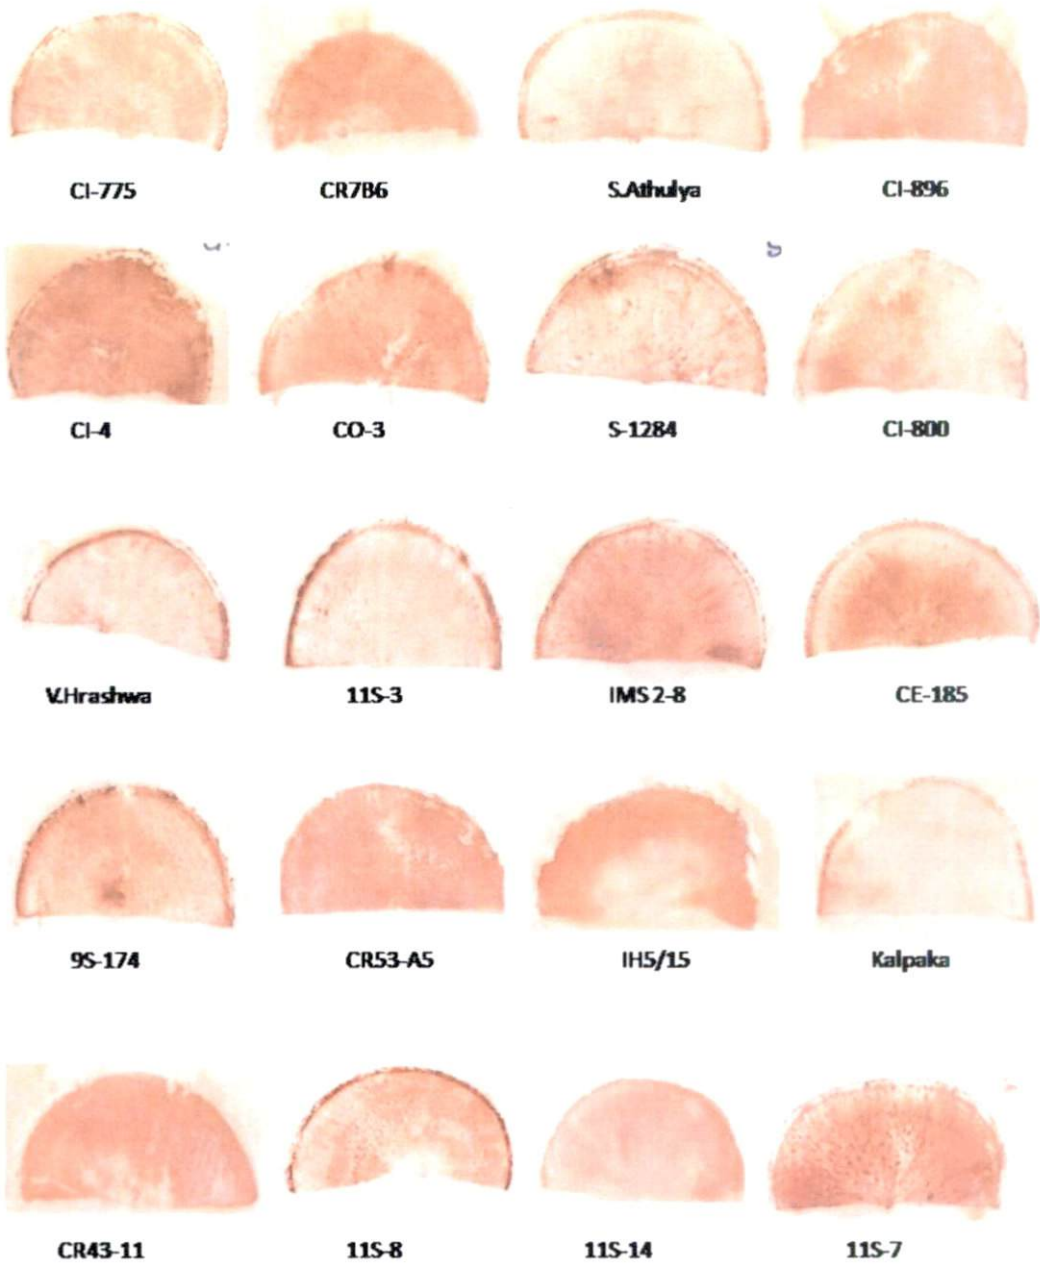 CI-775 CR7B6 S.Athulya CI-896
CI-4 CO-3 S-1284 CI-800
V.Hrashwa 11S-3 IMS 2-8 CE-185
9S-174 CR53-A5 IH5/15 Kalpaka
CR43-11 11S-8 11S-14 11S-7